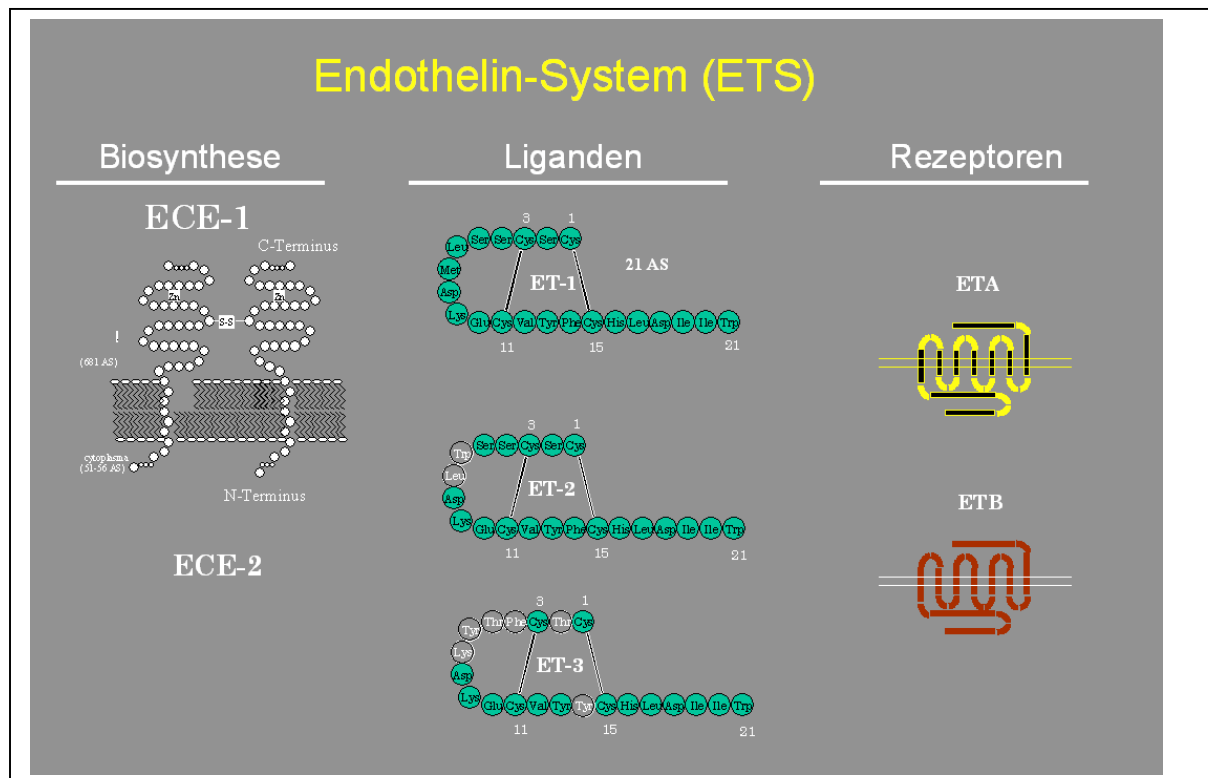 Endothelin-System (ETS)
Biosynthese
ECE-1
C-Terminus
Zn
Zn
S-S
!
(681 AS)
cytoplasma
(51-56 AS)
N-Terminus
ECE-2
Liganden
3 1
Leu Ser Ser Cys Ser Cys
Met
Asp
Lys
ET-1
21 AS
Glu Cys Val Tyr Phe Cys His Leu Asp Ile Ile Trp
11 15 21
3 1
Trp Ser Ser Cys Ser Cys
Leu
Asp
Lys
ET-2
Glu Cys Val Tyr Phe Cys His Leu Asp Ile Ile Trp
11 15 21
3 1
Tyr Thr Phe Cys Thr Cys
Lys
Asp
Lys
ET-3
Glu Cys Val Tyr Tyr Cys His Leu Asp Ile Ile Trp
11 15 21
Rezeptoren
ETA
ETB